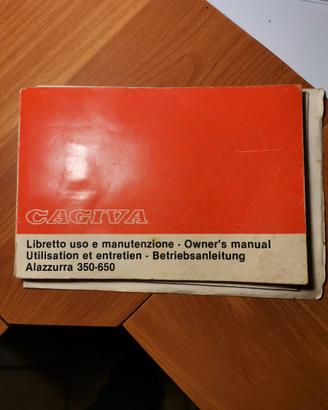 CAGIVA
Libretto uso e manutenzione - Owner's manual
Utilisation et entretien - Betriebsanleitung
Alazzurra 350-650